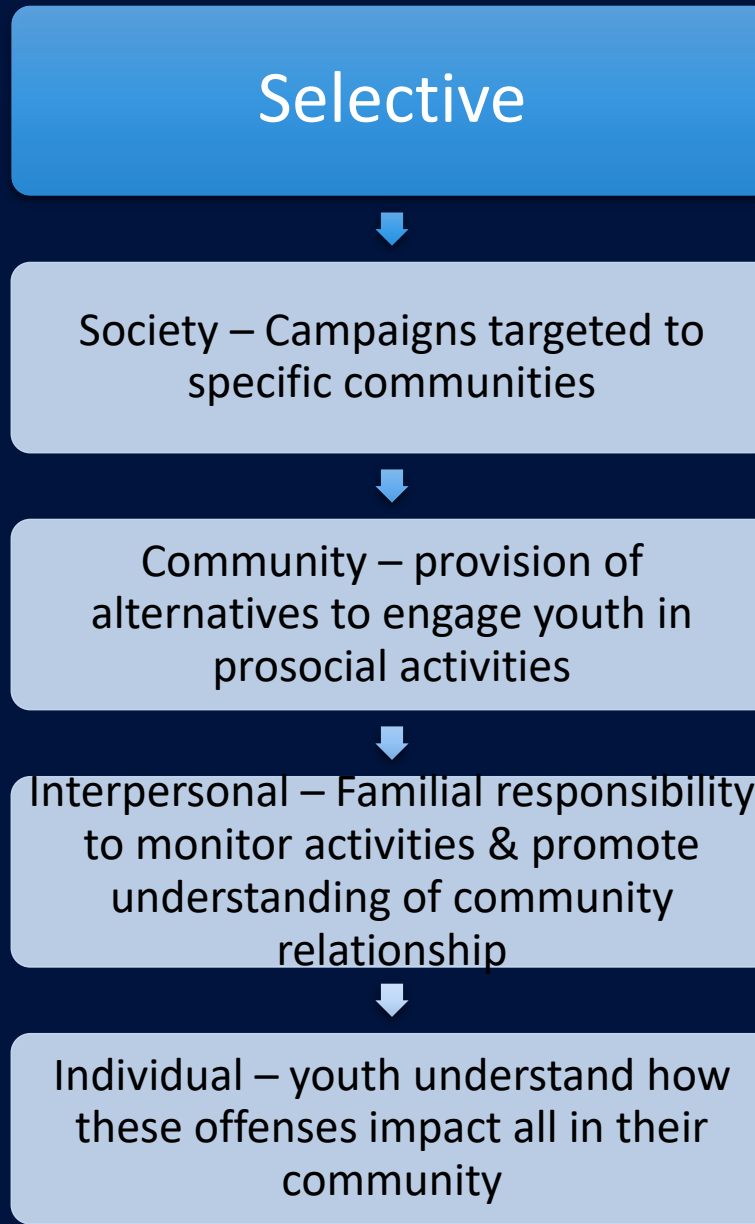 Selective
Society – Campaigns targeted to
specific communities
Community – provision of
alternatives to engage youth in
prosocial activities
Interpersonal – Familial responsibility
to monitor activities & promote
understanding of community
relationship
Individual – youth understand how
these offenses impact all in their
community